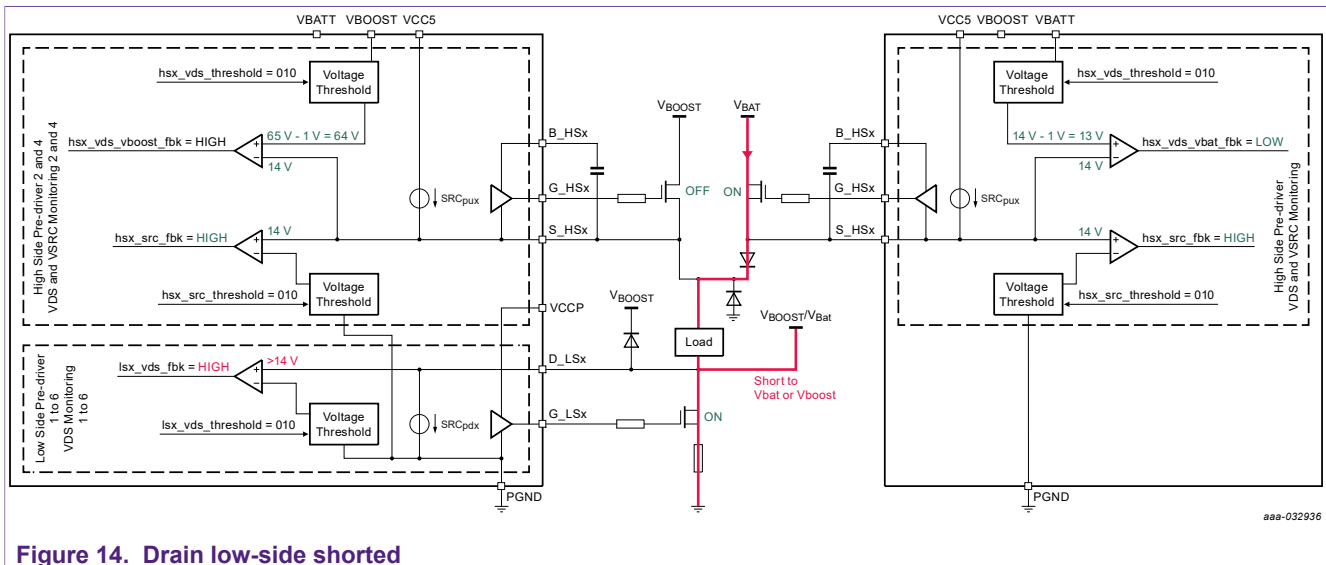 VBATT VBOOST VCC5
hsx_vds_threshold = 010
Voltage
Threshold
hsx_vds_vboost_fbk = HIGH
65 V - 1 V = 64 V
+
−
14 V
High Side Pre-driver 2 and 4
VDS and VSRC Monitoring 2 and 4
SRCpux
hsx_src_fbk = HIGH
14 V
+
−
hsx_src_threshold = 010
Voltage
Threshold
B_HSx
G_HSx
S_HSx
VCCP
D_LSx
G_LSx
PGND
Low Side Pre-driver
1 to 6
VDS Monitoring
1 to 6
lsx_vds_fbk = HIGH
>14 V
+
−
lsx_vds_threshold = 010
Voltage
Threshold
SRCpdx
VBOOST
OFF
VBAT
ON
VBOOST
VBOOST/VBat
Load
Short to
Vbat or Vboost
ON
VCC5 VBOOST VBATT
B_HSx
G_HSx
S_HSx
SRCpux
Voltage
Threshold
hsx_vds_threshold = 010
14 V - 1 V = 13 V
+
−
14 V
hsx_vds_vbat_fbk = LOW
14 V
+
−
hsx_src_fbk = HIGH
Voltage
Threshold
hsx_src_threshold = 010
High Side Pre-driver
VDS and VSRC Monitoring
PGND
aaa-032936
Figure 14. Drain low-side shorted